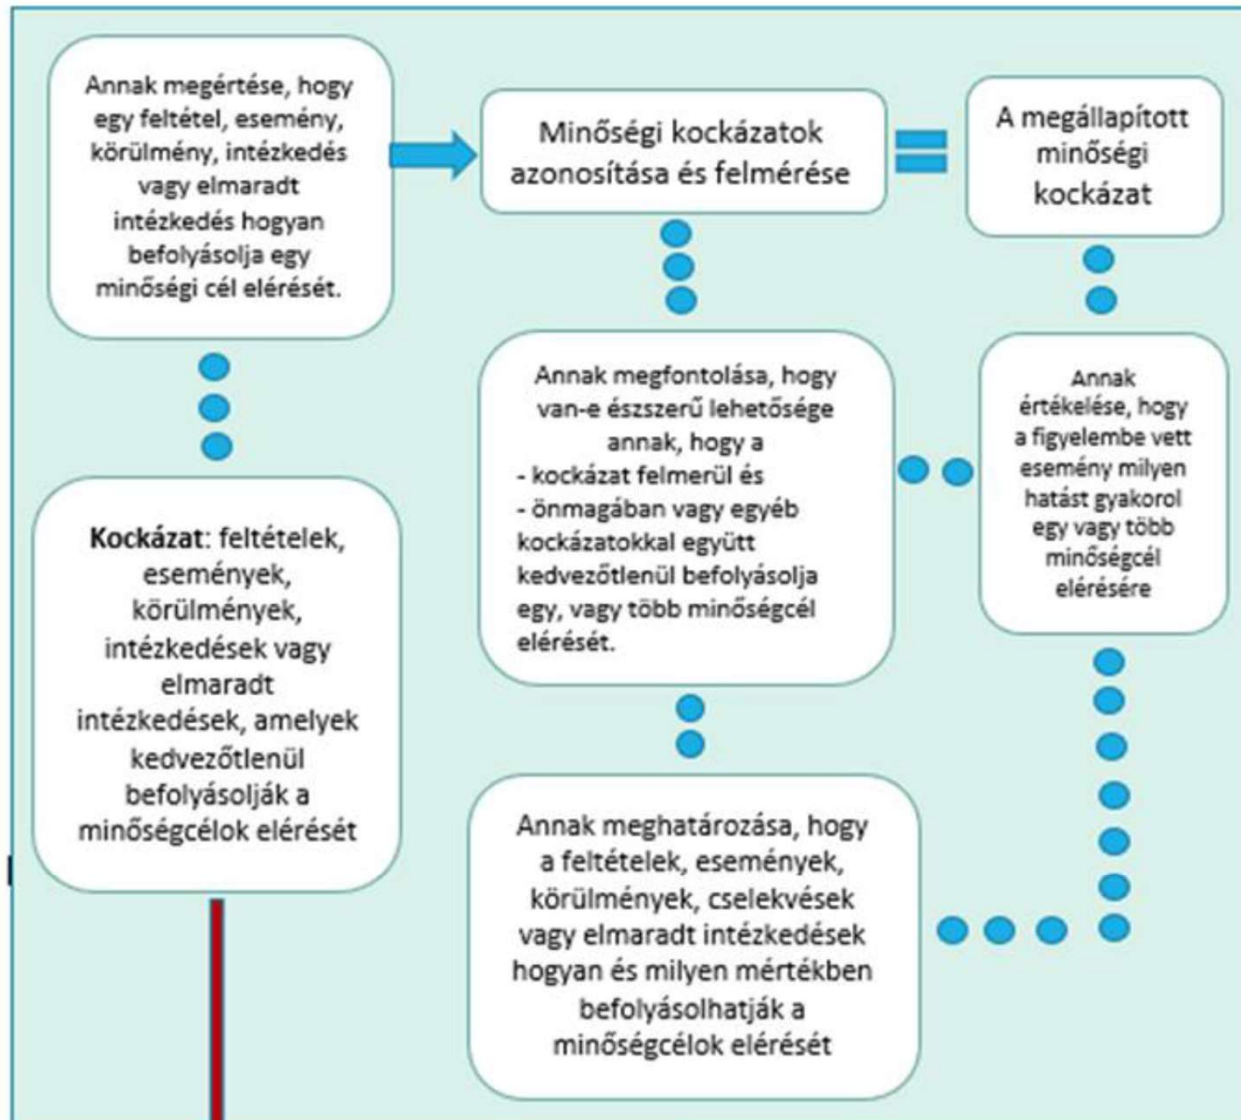 Annak megértése, hogy
egy feltétel, esemény,
körülmény, intézkedés
vagy elmaradt
intézkedés hogyan
befolyásolja egy
minőségi cél elérését.
Minőségi kockázatok
azonosítása és felmérése
A megállapított
minőségi
kockázat
Kockázat: feltételek,
események,
körülmények,
intézkedések vagy
elmaradt
intézkedések, amelyek
kedvezőtlenül
befolyásolják a
minőségcélok elérését
Annak megfontolása, hogy
van-e észszerű lehetősége
annak, hogy a
- kockázat felmerül és
- önmagában vagy egyéb
kockázatokkal együtt
kedvezőtlenül befolyásolja
egy, vagy több minőségcél
elérését.
Annak
értékelése, hogy
a figyelembe vett
esemény milyen
hatást gyakorol
egy vagy több
minőségcél
elérésére
Annak meghatározása, hogy
a feltételek, események,
körülmények, cselekvések
vagy elmaradt intézkedések
hogyan és milyen mértékben
befolyásolhatják a
minőségcélok elérését